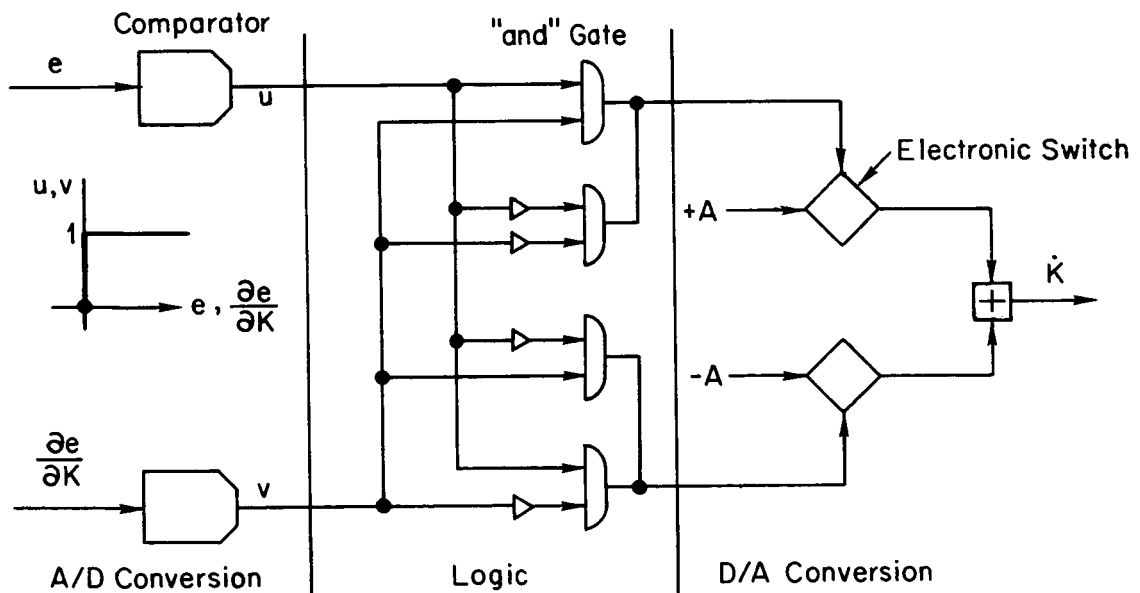 Comparator
"and" Gate
e
u
Electronic Switch
u,v
1
+A
K̇
e , ∂e/∂K
-A
∂e/∂K
v
A/D Conversion
Logic
D/A Conversion